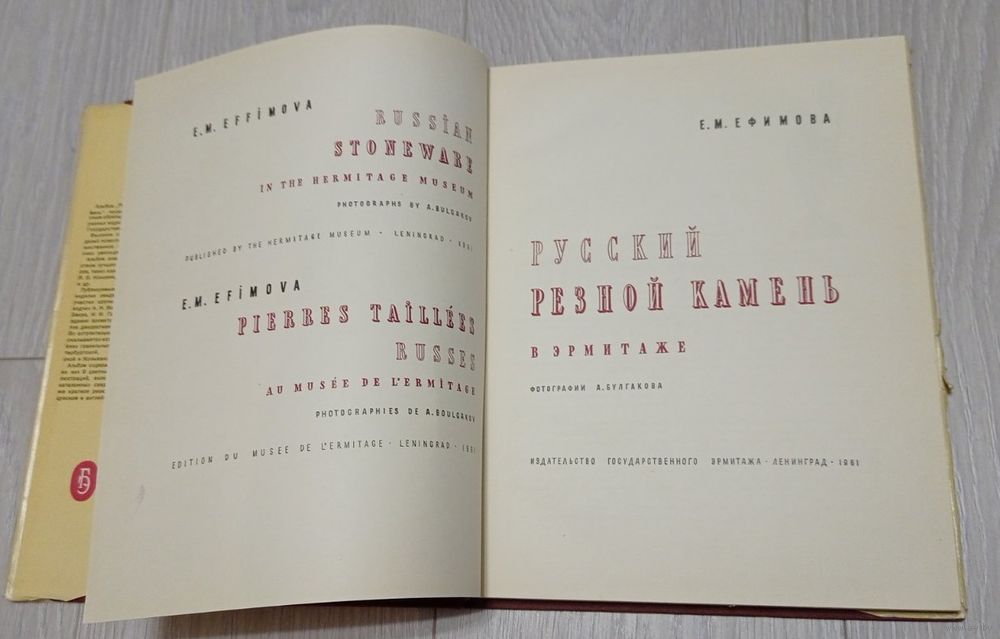 E.M. EFFIMOVA
RUSSIAN
STONEWARE
IN THE HERMITAGE MUSEUM
PHOTOGRAPHS BY A. BULGAKOV
PUBLISHED BY THE HERMITAGE MUSEUM · LENINGRAD · 1961
E.M. EFIMOVA
PIERRES TAILLÉES
RUSSES
AU MUSÉE DE L'ERMITAGE
PHOTOGRAPHIES DE A. BOULGAKOV
EDITION DU MUSEE DE L'ERMITAGE · LENINGRAD · 1961
Е.М. ЕФИМОВА
РУССКИЙ
РЕЗНОЙ КАМЕНЬ
В ЭРМИТАЖЕ
ФОТОГРАФИИ А. БУЛГАКОВА
ИЗДАТЕЛЬСТВО ГОСУДАРСТВЕННОГО ЭРМИТАЖА · ЛЕНИНГРАД · 1961